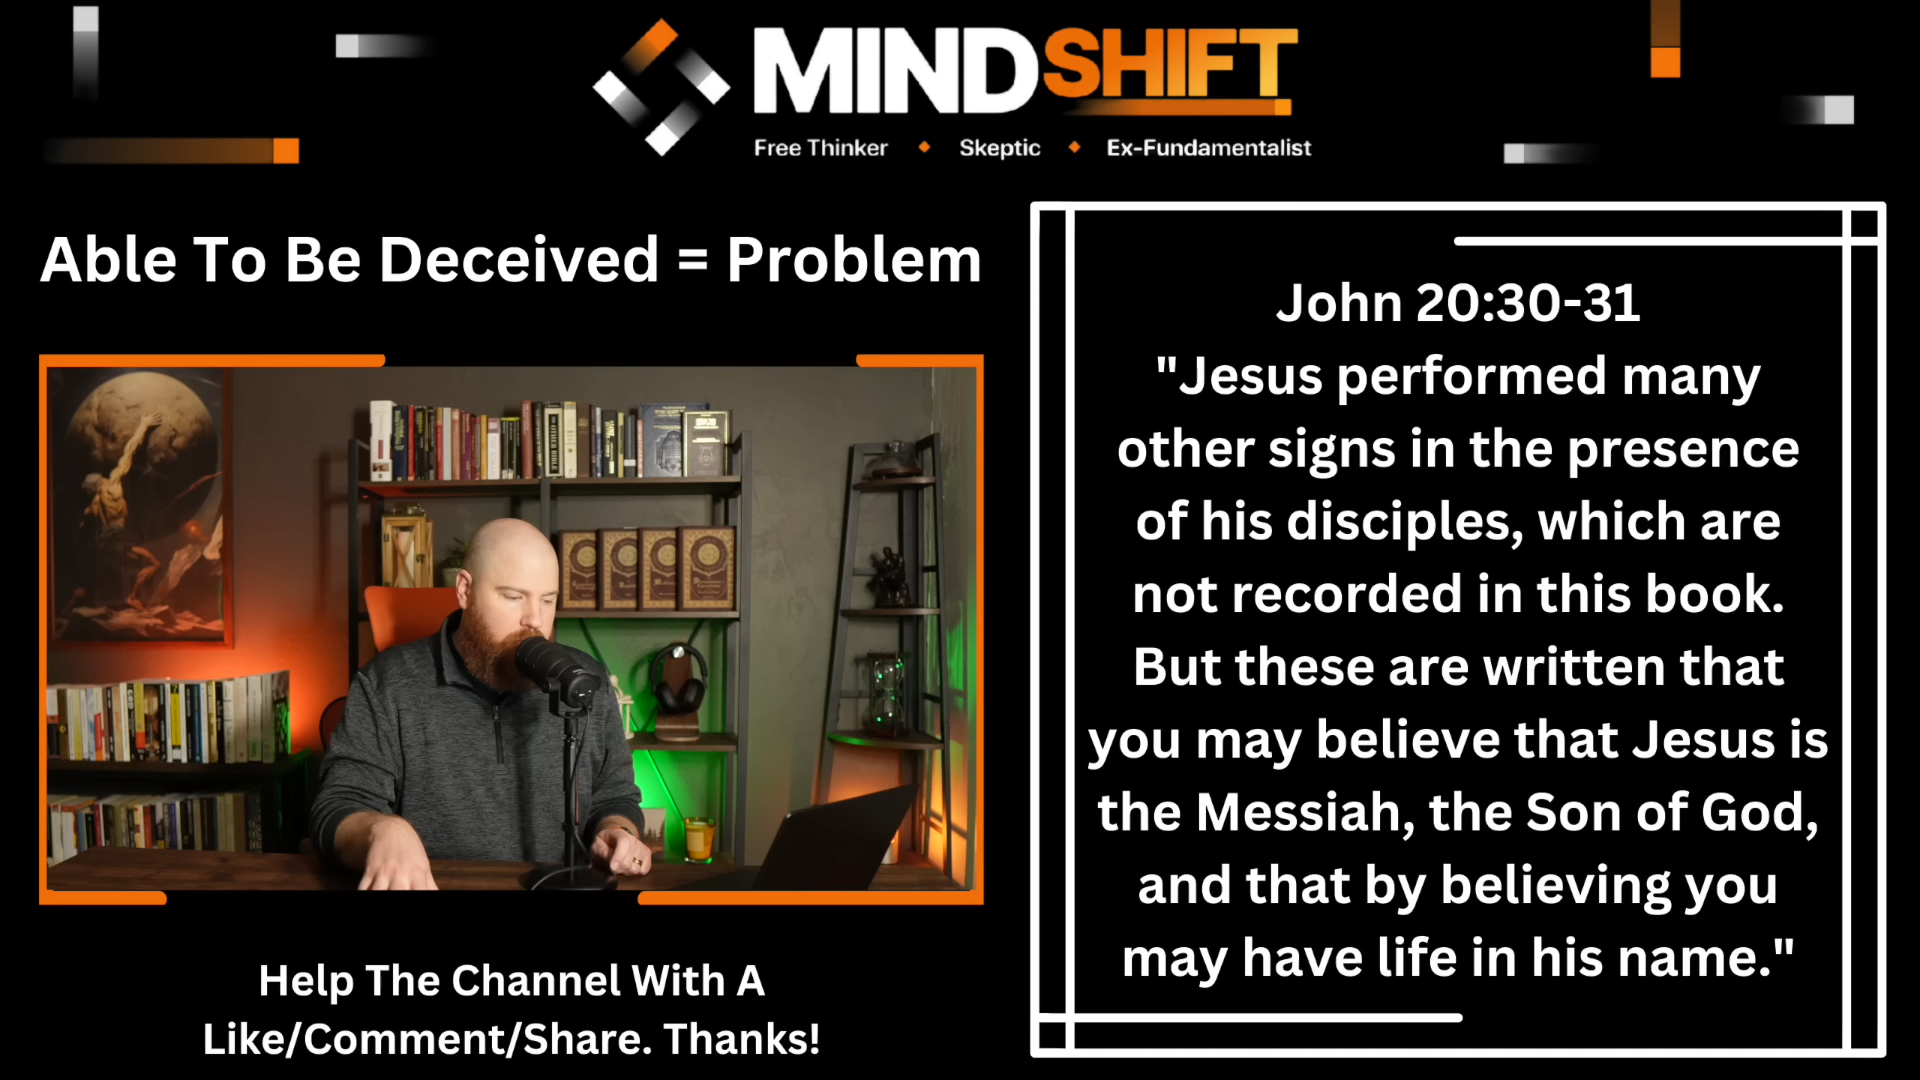 MINDSHIFT
Free Thinker ◆ Skeptic ◆ Ex-Fundamentalist
Able To Be Deceived = Problem
Help The Channel With A
Like/Comment/Share. Thanks!
John 20:30-31
"Jesus performed many
other signs in the presence
of his disciples, which are
not recorded in this book.
But these are written that
you may believe that Jesus is
the Messiah, the Son of God,
and that by believing you
may have life in his name."